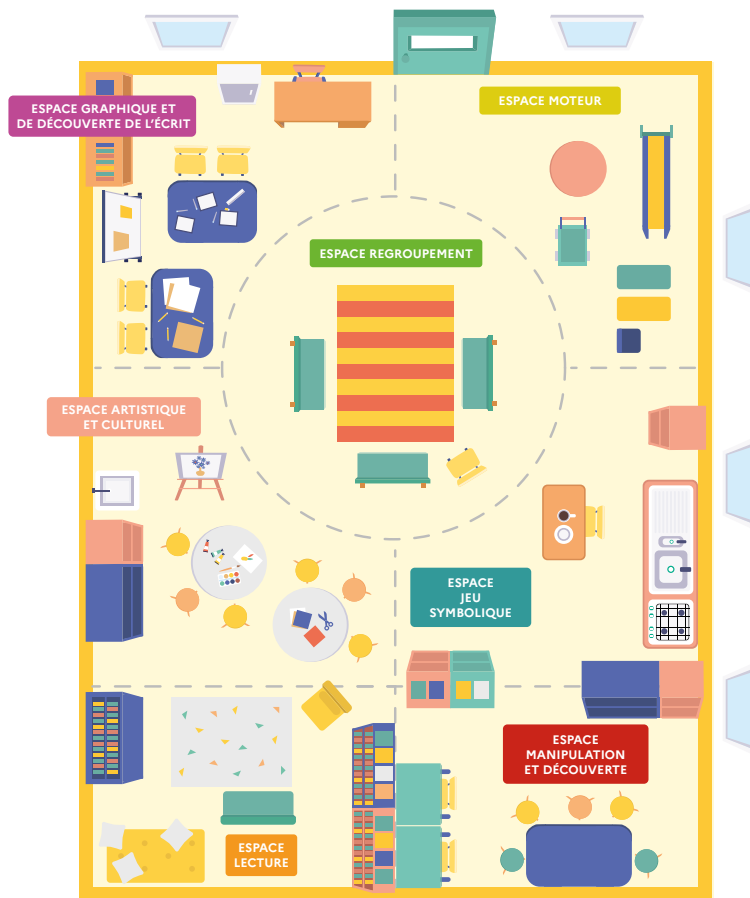 ESPACE GRAPHIQUE ET
DE DÉCOUVERTE DE L'ÉCRIT
ESPACE MOTEUR
ESPACE REGROUPEMENT
ESPACE ARTISTIQUE
ET CULTUREL
ESPACE
JEU
SYMBOLIQUE
ESPACE
MANIPULATION
ET DÉCOUVERTE
ESPACE
LECTURE